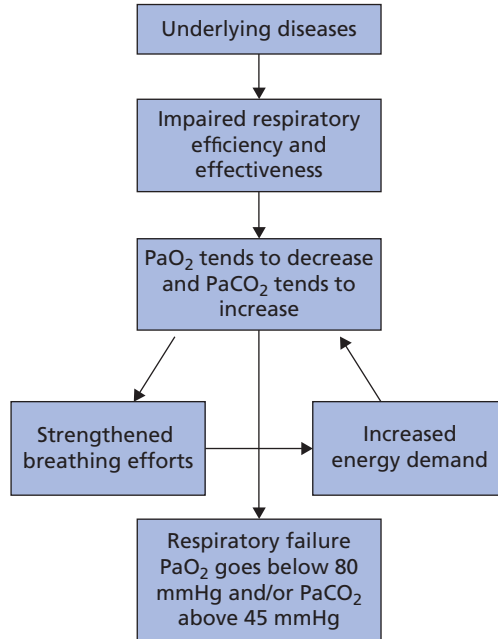 Underlying diseases
Impaired respiratory
efficiency and
effectiveness
PaO₂ tends to decrease
and PaCO₂ tends to
increase
Strengthened
breathing efforts
Increased
energy demand
Respiratory failure
PaO₂ goes below 80
mmHg and/or PaCO₂
above 45 mmHg